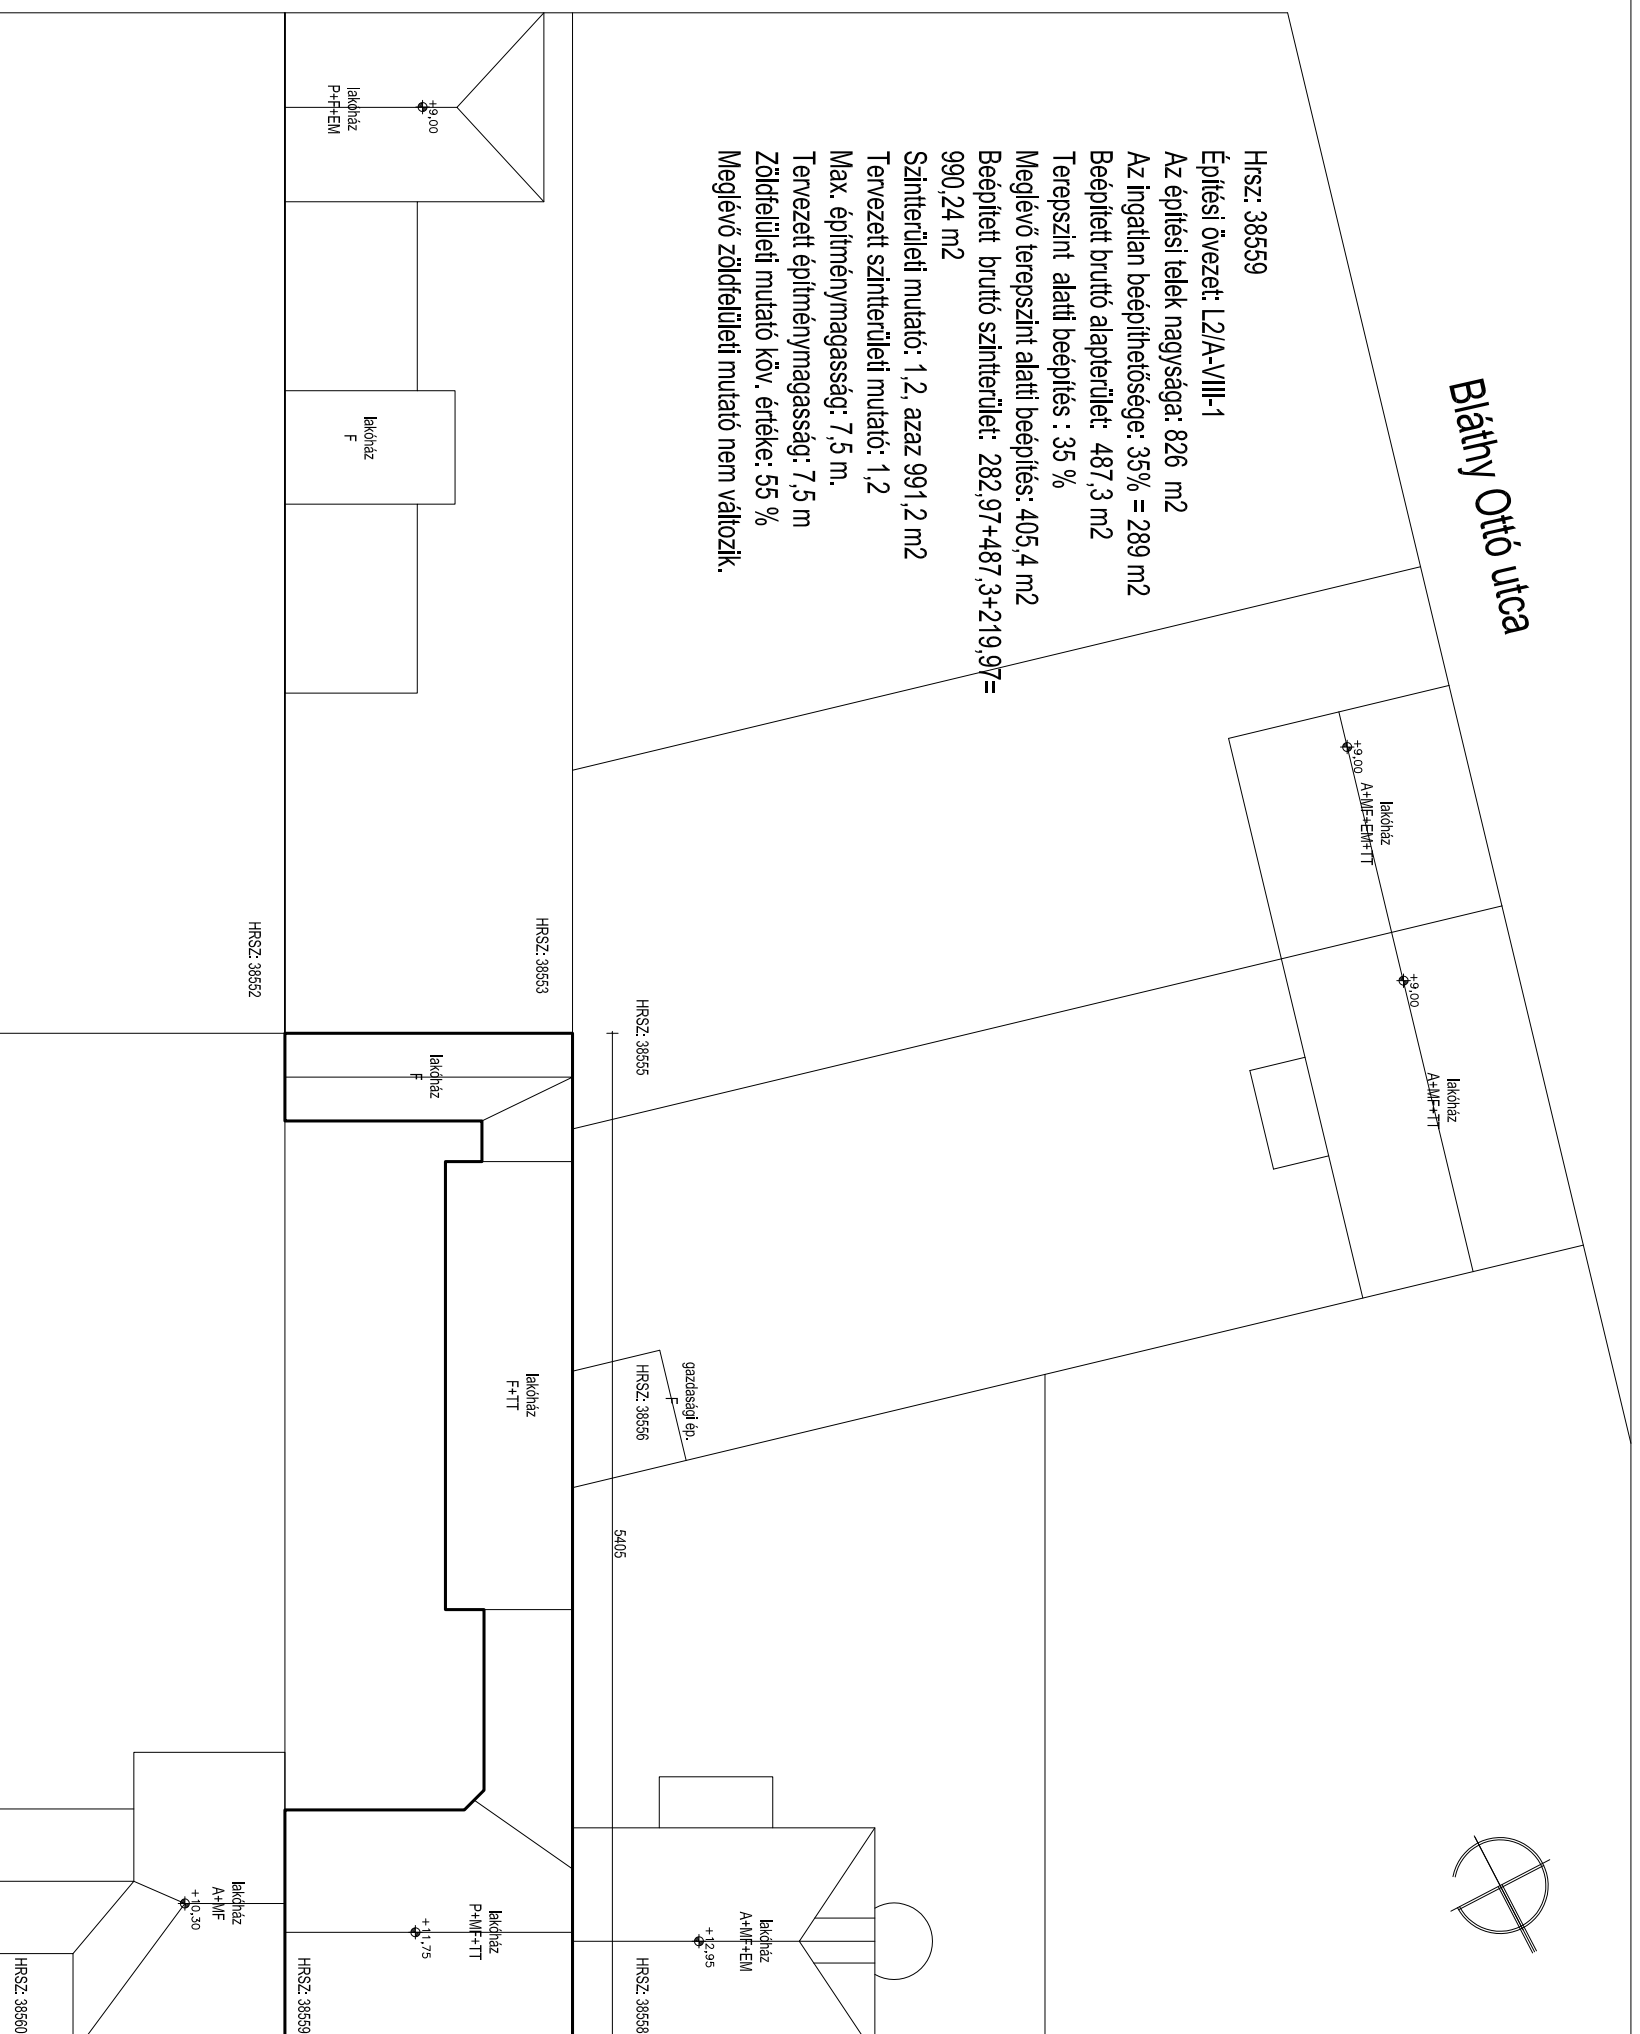 Bláthy Ottó utca
Hrsz: 38559
Építési övezet: L2/A-VIII-1
Az építési telek nagysága: 826 m2
Az ingatlan beépíthetősége: 35% = 289 m2
Beépített bruttó alapterület: 487,3 m2
Terepszint alatti beépítés : 35 %
Meglévő terepszint alatti beépítés: 405,4 m2
Beépített bruttó szintterület: 282,97+487,3+219,97=
990,24 m2
Szintterületi mutató: 1,2, azaz 991,2 m2
Tervezett szintterületi mutató: 1,2
Max. építménymagasság: 7,5 m.
Tervezett építménymagasság: 7,5 m
Zöldfelületi mutató köv. értéke: 55 %
Meglévő zöldfelületi mutató nem változik.
+9,00
lakóház
P+F+EM
lakóház
F
+9,00
lakóház
A+MF+EM+TT
+9,00
lakóház
A+MF+TT
HRSZ: 38552
HRSZ: 38553
HRSZ: 38555
lakóház
F
gazdasági ép.
F
HRSZ: 38556
lakóház
F+TT
5405
lakóház
A+MF+EM
+12,95
HRSZ: 38558
lakóház
P+MF+TT
+11,75
HRSZ: 38559
lakóház
A+MF
+10,30
HRSZ: 38560